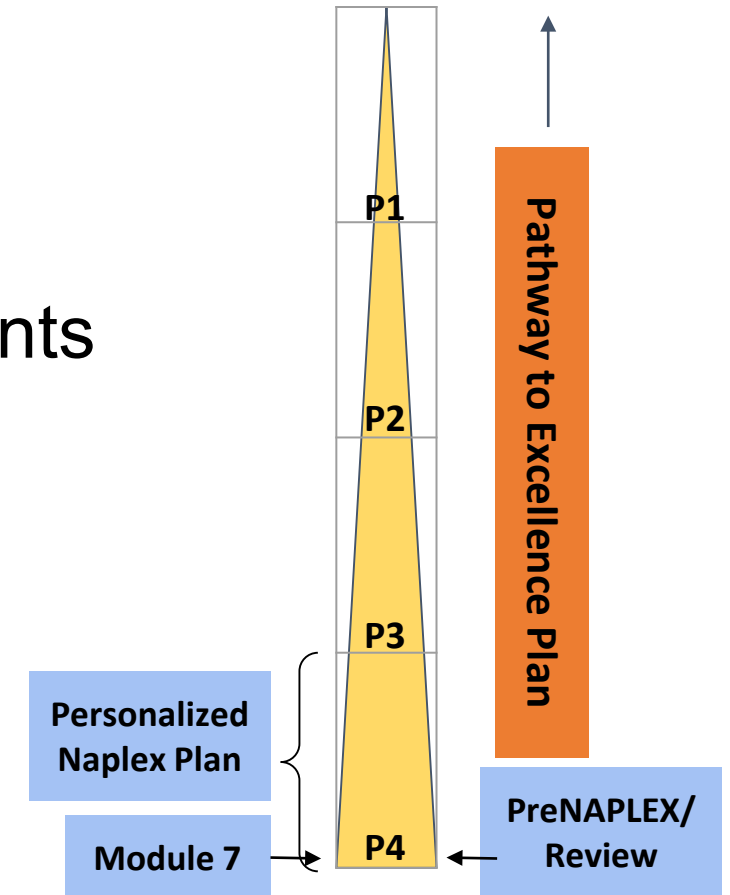 P1
nts
P2
P3
P4
Pathway to Excellence Plan
Personalized
Naplex Plan
Module 7
PreNAPLEX/
Review